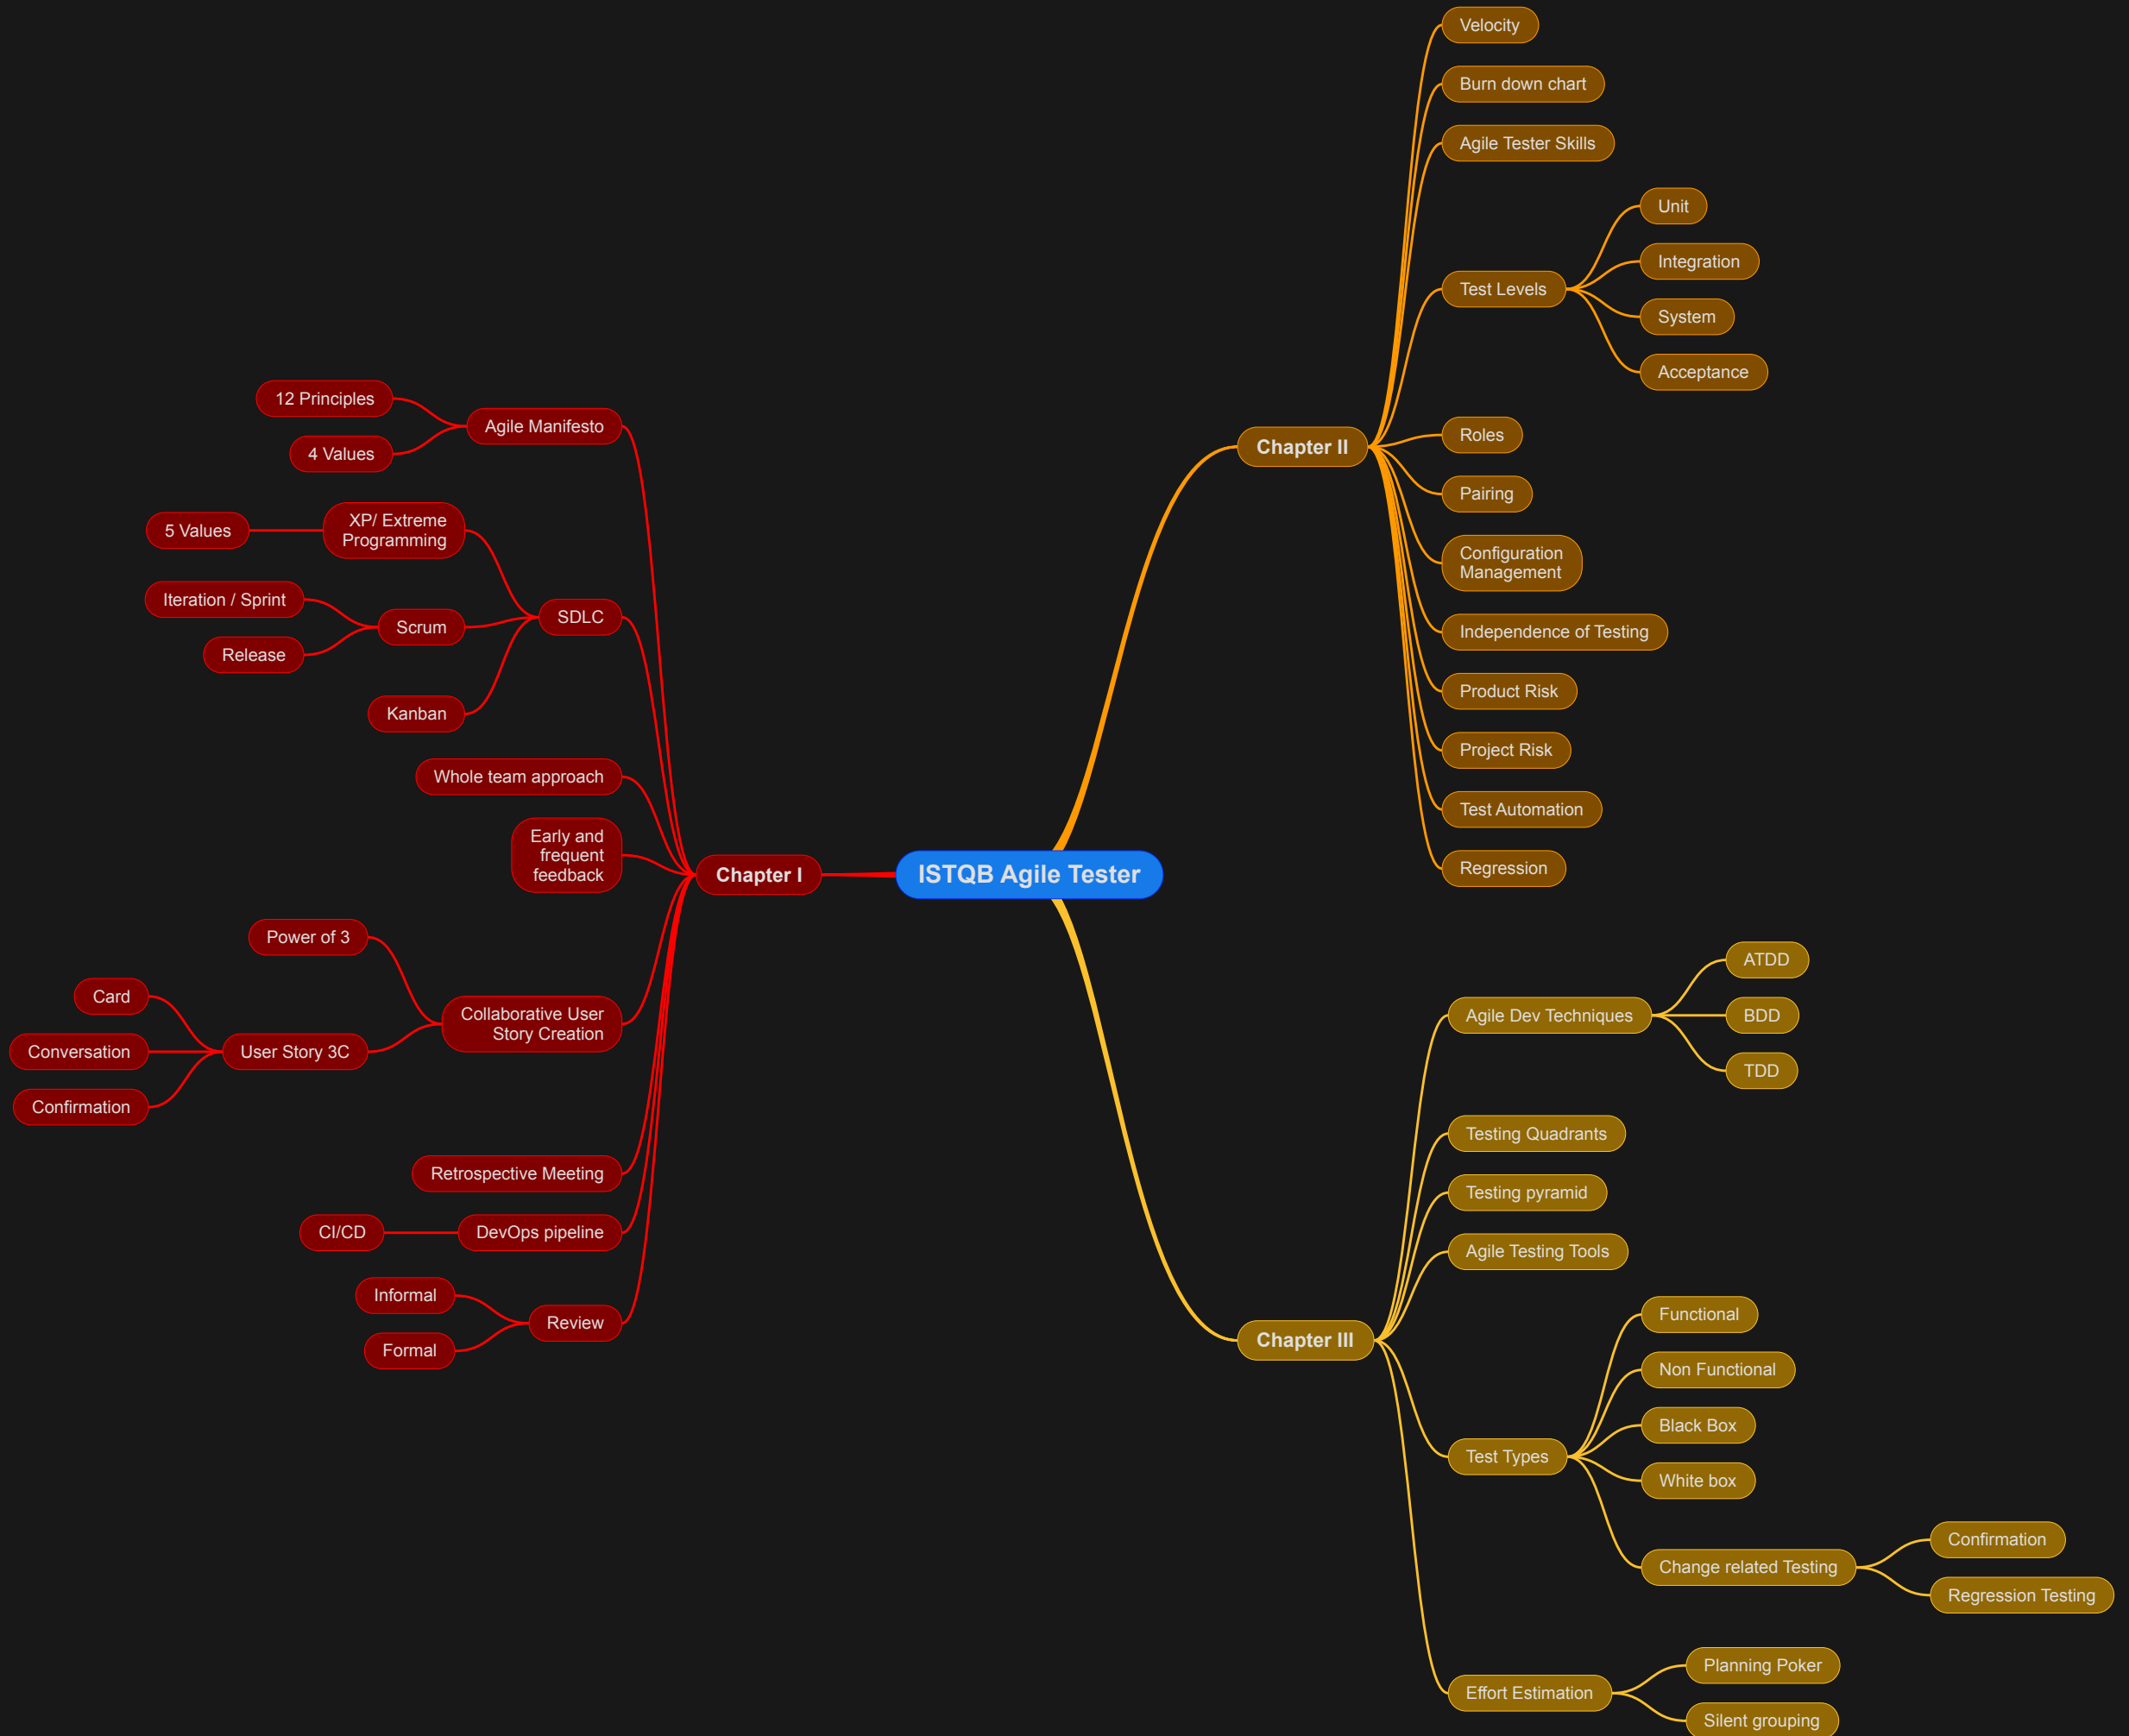 ISTQB Agile Tester
Chapter I
Agile Manifesto
12 Principles
4 Values
SDLC
XP/ Extreme
Programming
5 Values
Scrum
Iteration / Sprint
Release
Kanban
Whole team approach
Early and
frequent
feedback
Collaborative User
Story Creation
Power of 3
User Story 3C
Card
Conversation
Confirmation
Retrospective Meeting
DevOps pipeline
CI/CD
Review
Informal
Formal
Chapter II
Velocity
Burn down chart
Agile Tester Skills
Test Levels
Unit
Integration
System
Acceptance
Roles
Pairing
Configuration
Management
Independence of Testing
Product Risk
Project Risk
Test Automation
Regression
Chapter III
Agile Dev Techniques
ATDD
BDD
TDD
Testing Quadrants
Testing pyramid
Agile Testing Tools
Test Types
Functional
Non Functional
Black Box
White box
Change related Testing
Confirmation
Regression Testing
Effort Estimation
Planning Poker
Silent grouping